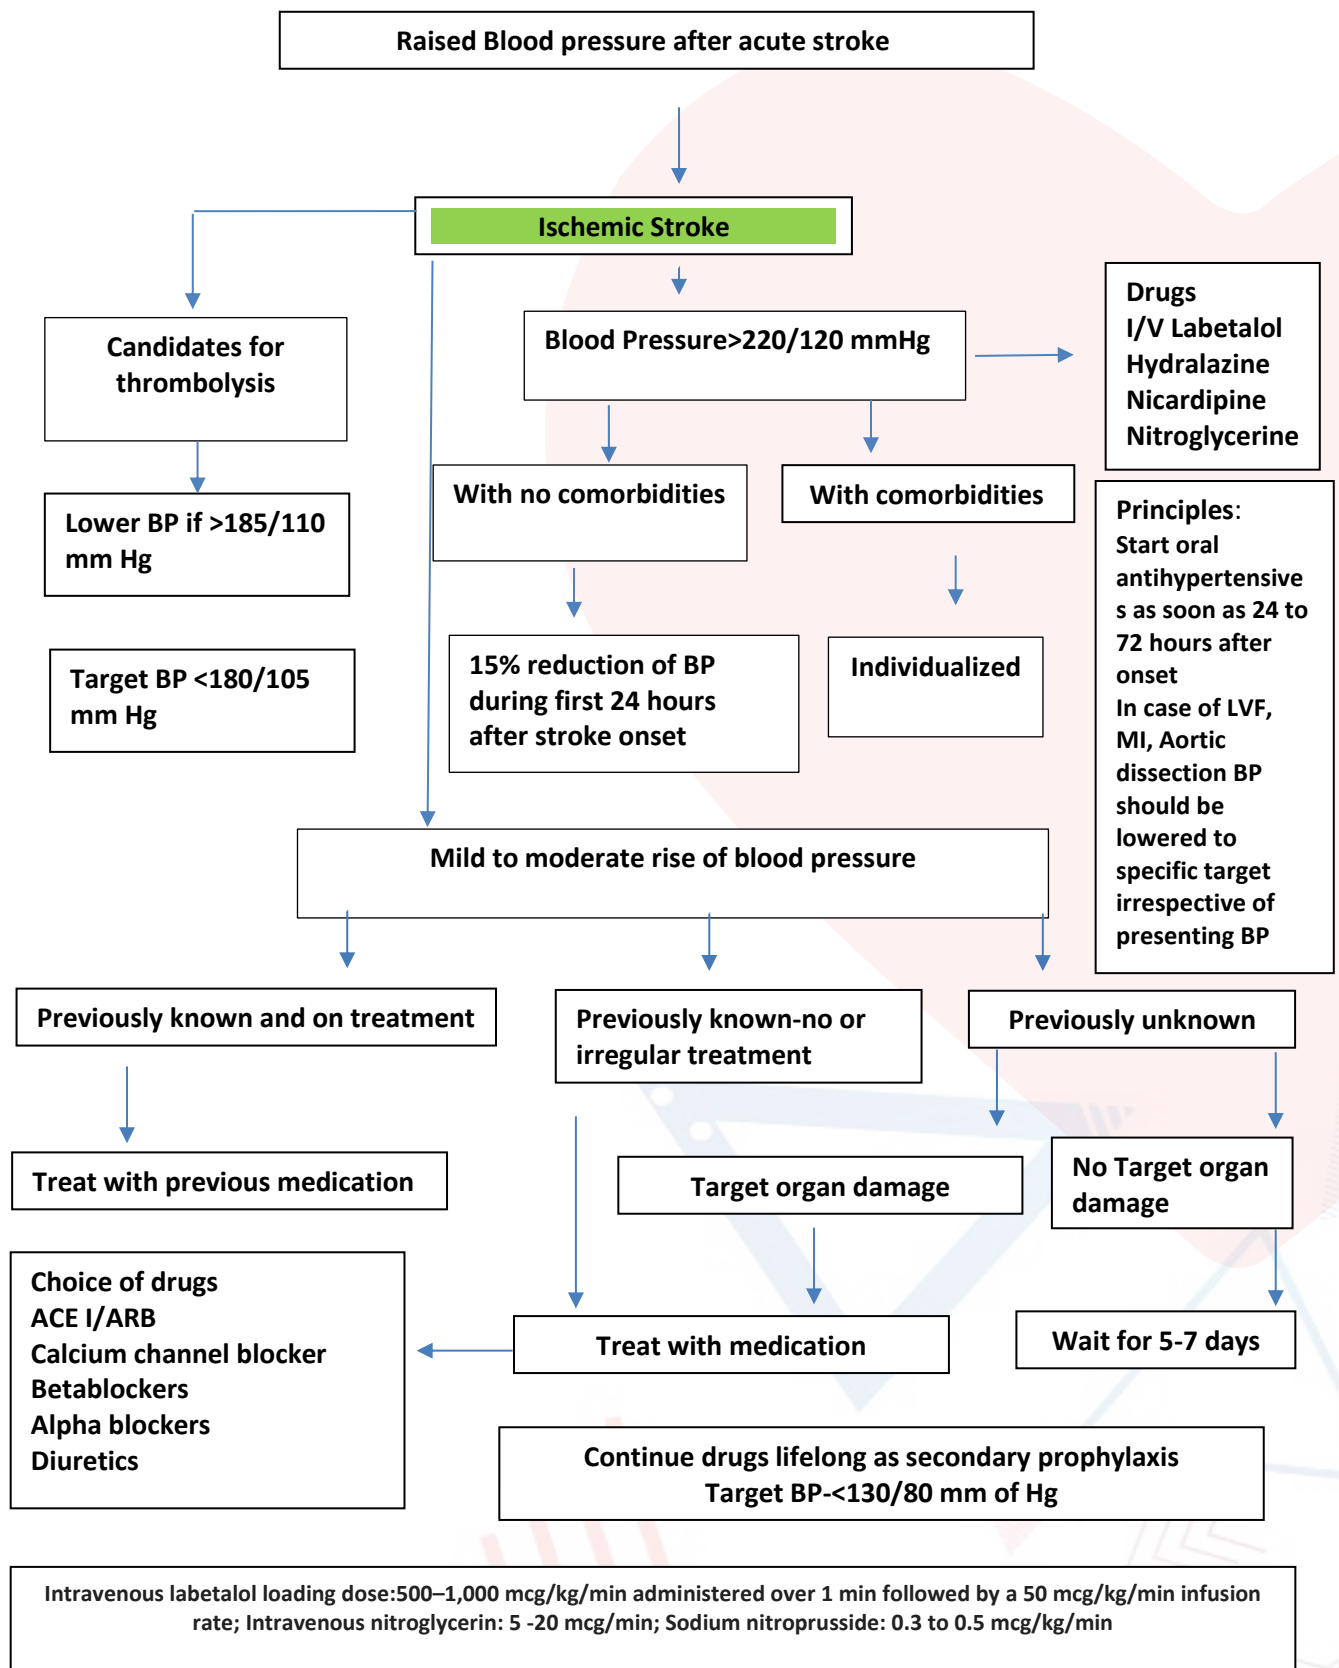 Raised Blood pressure after acute stroke
Ischemic Stroke
Candidates for
thrombolysis
Lower BP if >185/110
mm Hg
Target BP <180/105
mm Hg
Blood Pressure>220/120 mmHg
With no comorbidities
With comorbidities
15% reduction of BP
during first 24 hours
after stroke onset
Individualized
Drugs
I/V Labetalol
Hydralazine
Nicardipine
Nitroglycerine
Principles:
Start oral
antihypertensive
s as soon as 24 to
72 hours after
onset
In case of LVF,
MI, Aortic
dissection BP
should be
lowered to
specific target
irrespective of
presenting BP
Mild to moderate rise of blood pressure
Previously known and on treatment
Previously known-no or
irregular treatment
Previously unknown
Treat with previous medication
Target organ damage
No Target organ
damage
Choice of drugs
ACE I/ARB
Calcium channel blocker
Betablockers
Alpha blockers
Diuretics
Treat with medication
Wait for 5-7 days
Continue drugs lifelong as secondary prophylaxis
Target BP-<130/80 mm of Hg
Intravenous labetalol loading dose:500–1,000 mcg/kg/min administered over 1 min followed by a 50 mcg/kg/min infusion
rate; Intravenous nitroglycerin: 5 -20 mcg/min; Sodium nitroprusside: 0.3 to 0.5 mcg/kg/min